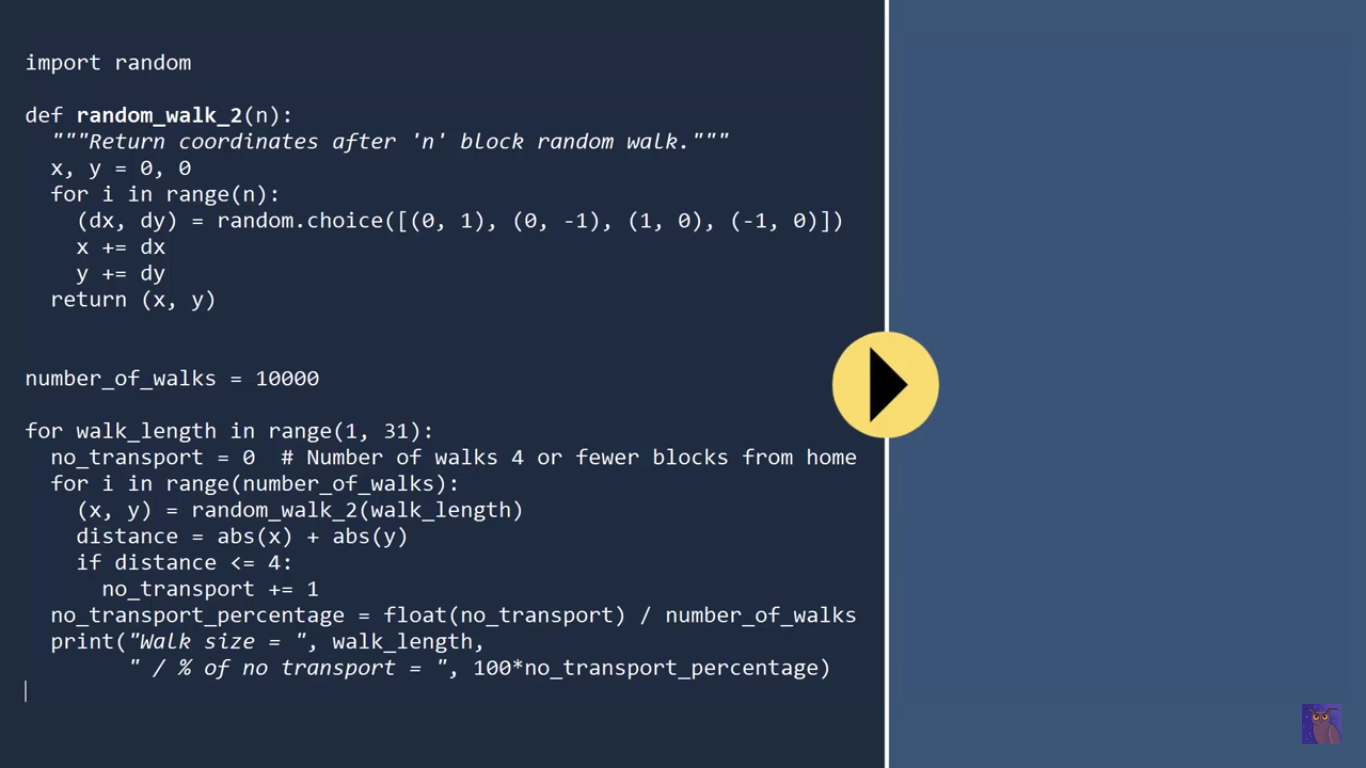 import random
def random_walk_2(n):
"""Return coordinates after 'n' block random walk."""
x, y = 0, 0
for i in range(n):
(dx, dy) = random.choice([(0, 1), (0, -1), (1, 0), (-1, 0)])
x += dx
y += dy
return (x, y)
number_of_walks = 10000
for walk_length in range(1, 31):
no_transport = 0  # Number of walks 4 or fewer blocks from home
for i in range(number_of_walks):
(x, y) = random_walk_2(walk_length)
distance = abs(x) + abs(y)
if distance <= 4:
no_transport += 1
no_transport_percentage = float(no_transport) / number_of_walks
print("Walk size = ", walk_length,
" / % of no transport = ", 100*no_transport_percentage)